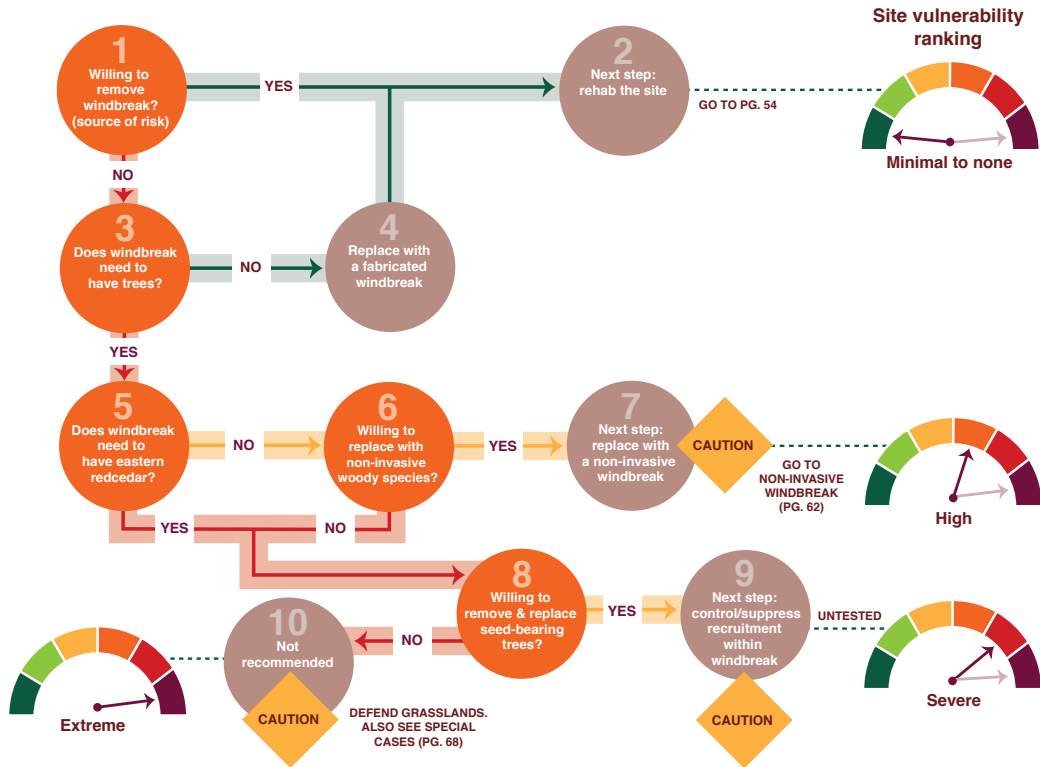 Site vulnerability
ranking
1
Willing to
remove
windbreak?
(source of risk)
YES
2
Next step:
rehab the site
GO TO PG. 54
Minimal to none
NO
3
Does windbreak
need to
have trees?
NO
4
Replace with
a fabricated
windbreak
YES
5
Does windbreak
need to
have eastern
redcedar?
NO
6
Willing to
replace with
non-invasive
woody species?
YES
7
Next step:
replace with
a non-invasive
windbreak
CAUTION
GO TO
NON-INVASIVE
WINDBREAK
(PG. 62)
High
YES
NO
8
Willing to
remove & replace
seed-bearing
trees?
YES
9
Next step:
control/suppress
recruitment
within
windbreak
UNTESTED
CAUTION
Severe
NO
10
Not
recommended
CAUTION
DEFEND GRASSLANDS.
ALSO SEE SPECIAL
CASES (PG. 68)
Extreme